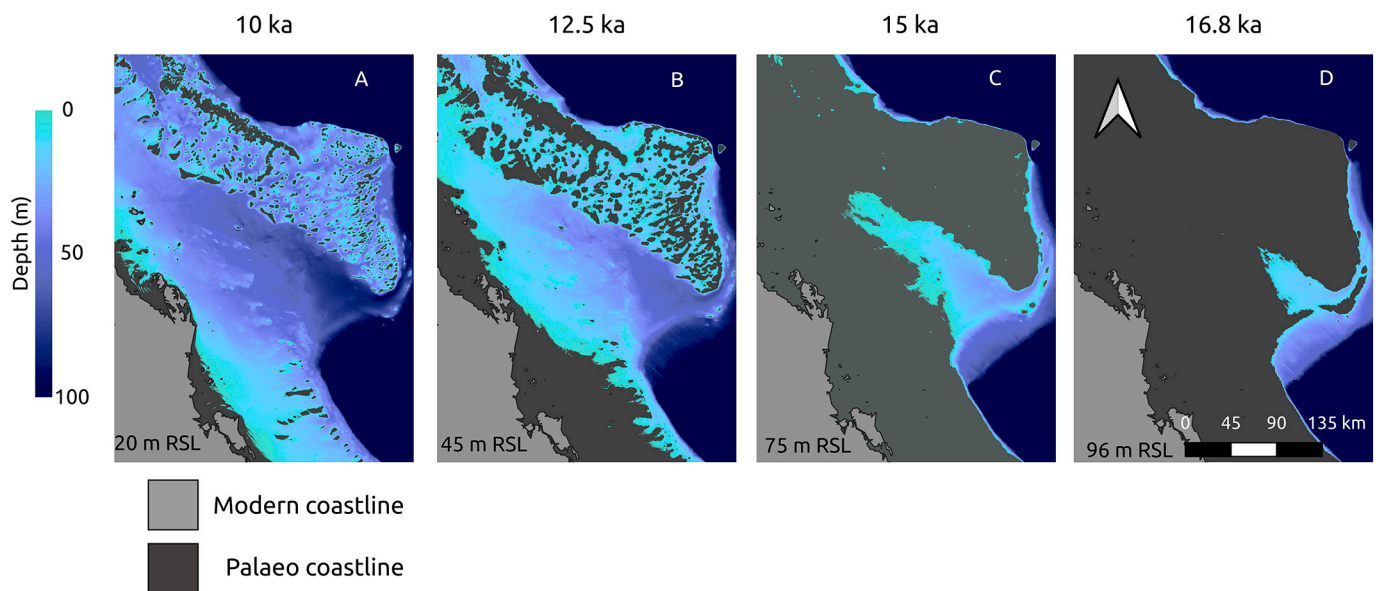 10 ka
12.5 ka
15 ka
16.8 ka
A
B
C
D
0
50
100
Depth (m)
20 m RSL
45 m RSL
75 m RSL
96 m RSL
0 45 90 135 km
Modern coastline
Palaeo coastline